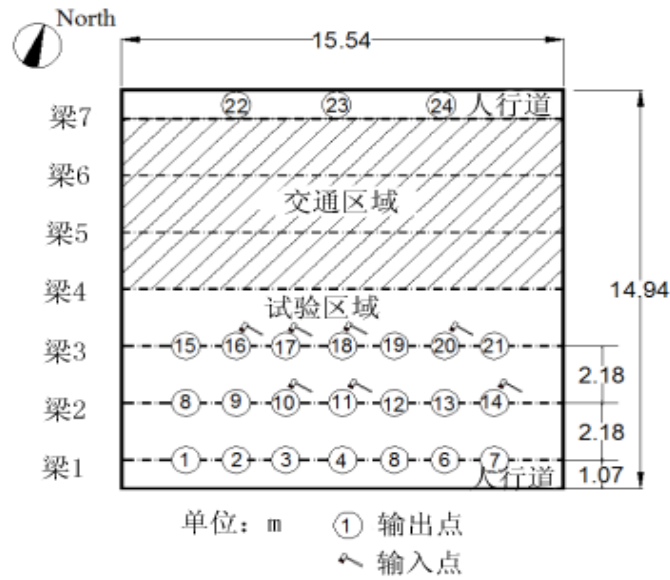 North
15.54
22 23 24 人行道
梁7
梁6
交通区域
梁5
梁4
14.94
试验区域
梁3 15 16 17 18 19 20 21
2.18
梁2 8 9 10 11 12 13 14
2.18
梁1 1 2 3 4 8 6 7
人行道 1.07
单位：m 1 输出点
输入点